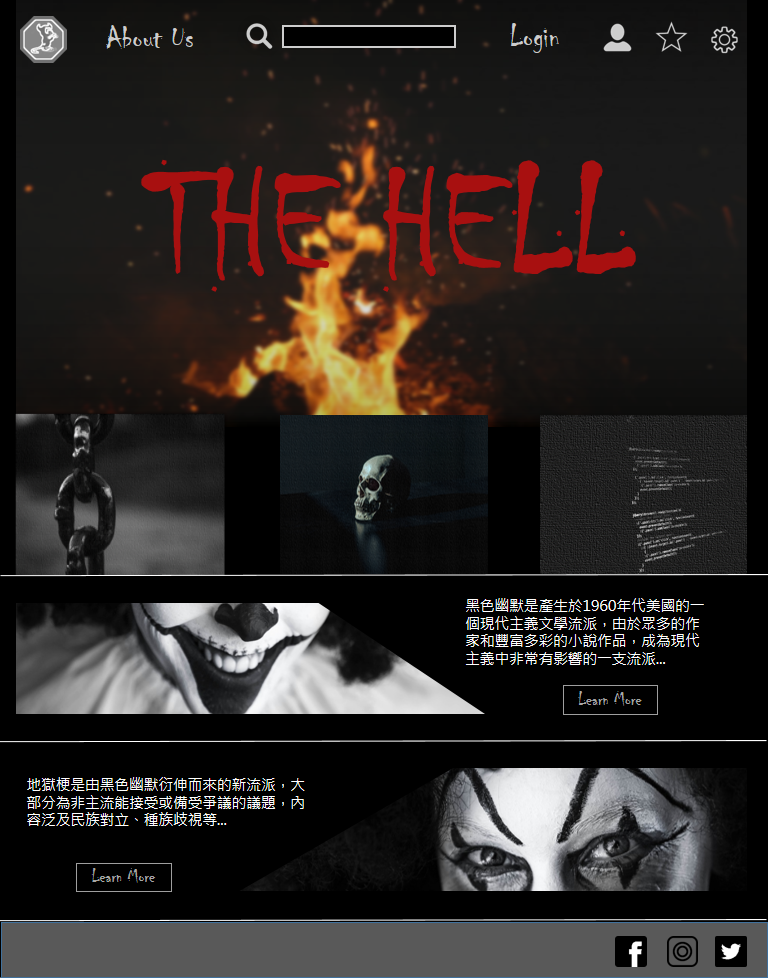 About Us
Login
THE HELL
黑色幽默是產生於1960年代美國的一
個現代主義文學流派，由於眾多的作
家和豐富多彩的小說作品，成為現代
主義中非常有影響的一支流派...
Learn More
地獄梗是由黑色幽默衍伸而來的新流派，大
部分為非主流能接受或備受爭議的議題，內
容泛及民族對立、種族歧視等...
Learn More